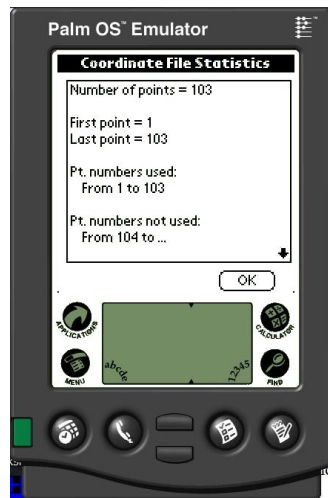 Palm OS™ Emulator
Coordinate File Statistics
Number of points = 103
First point = 1
Last point = 103
Pt. numbers used:
From 1 to 103
Pt. numbers not used:
From 104 to ...
OK
APPLICATIONS
CALCULATOR
MENU
abcde
12345
FIND